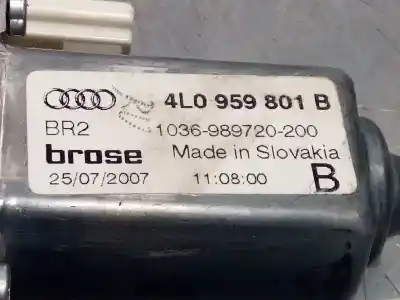 4L0 959 801 B
BR2 1036-989720-200
brose Made in Slovakia
25/07/2007 11:08:00 B